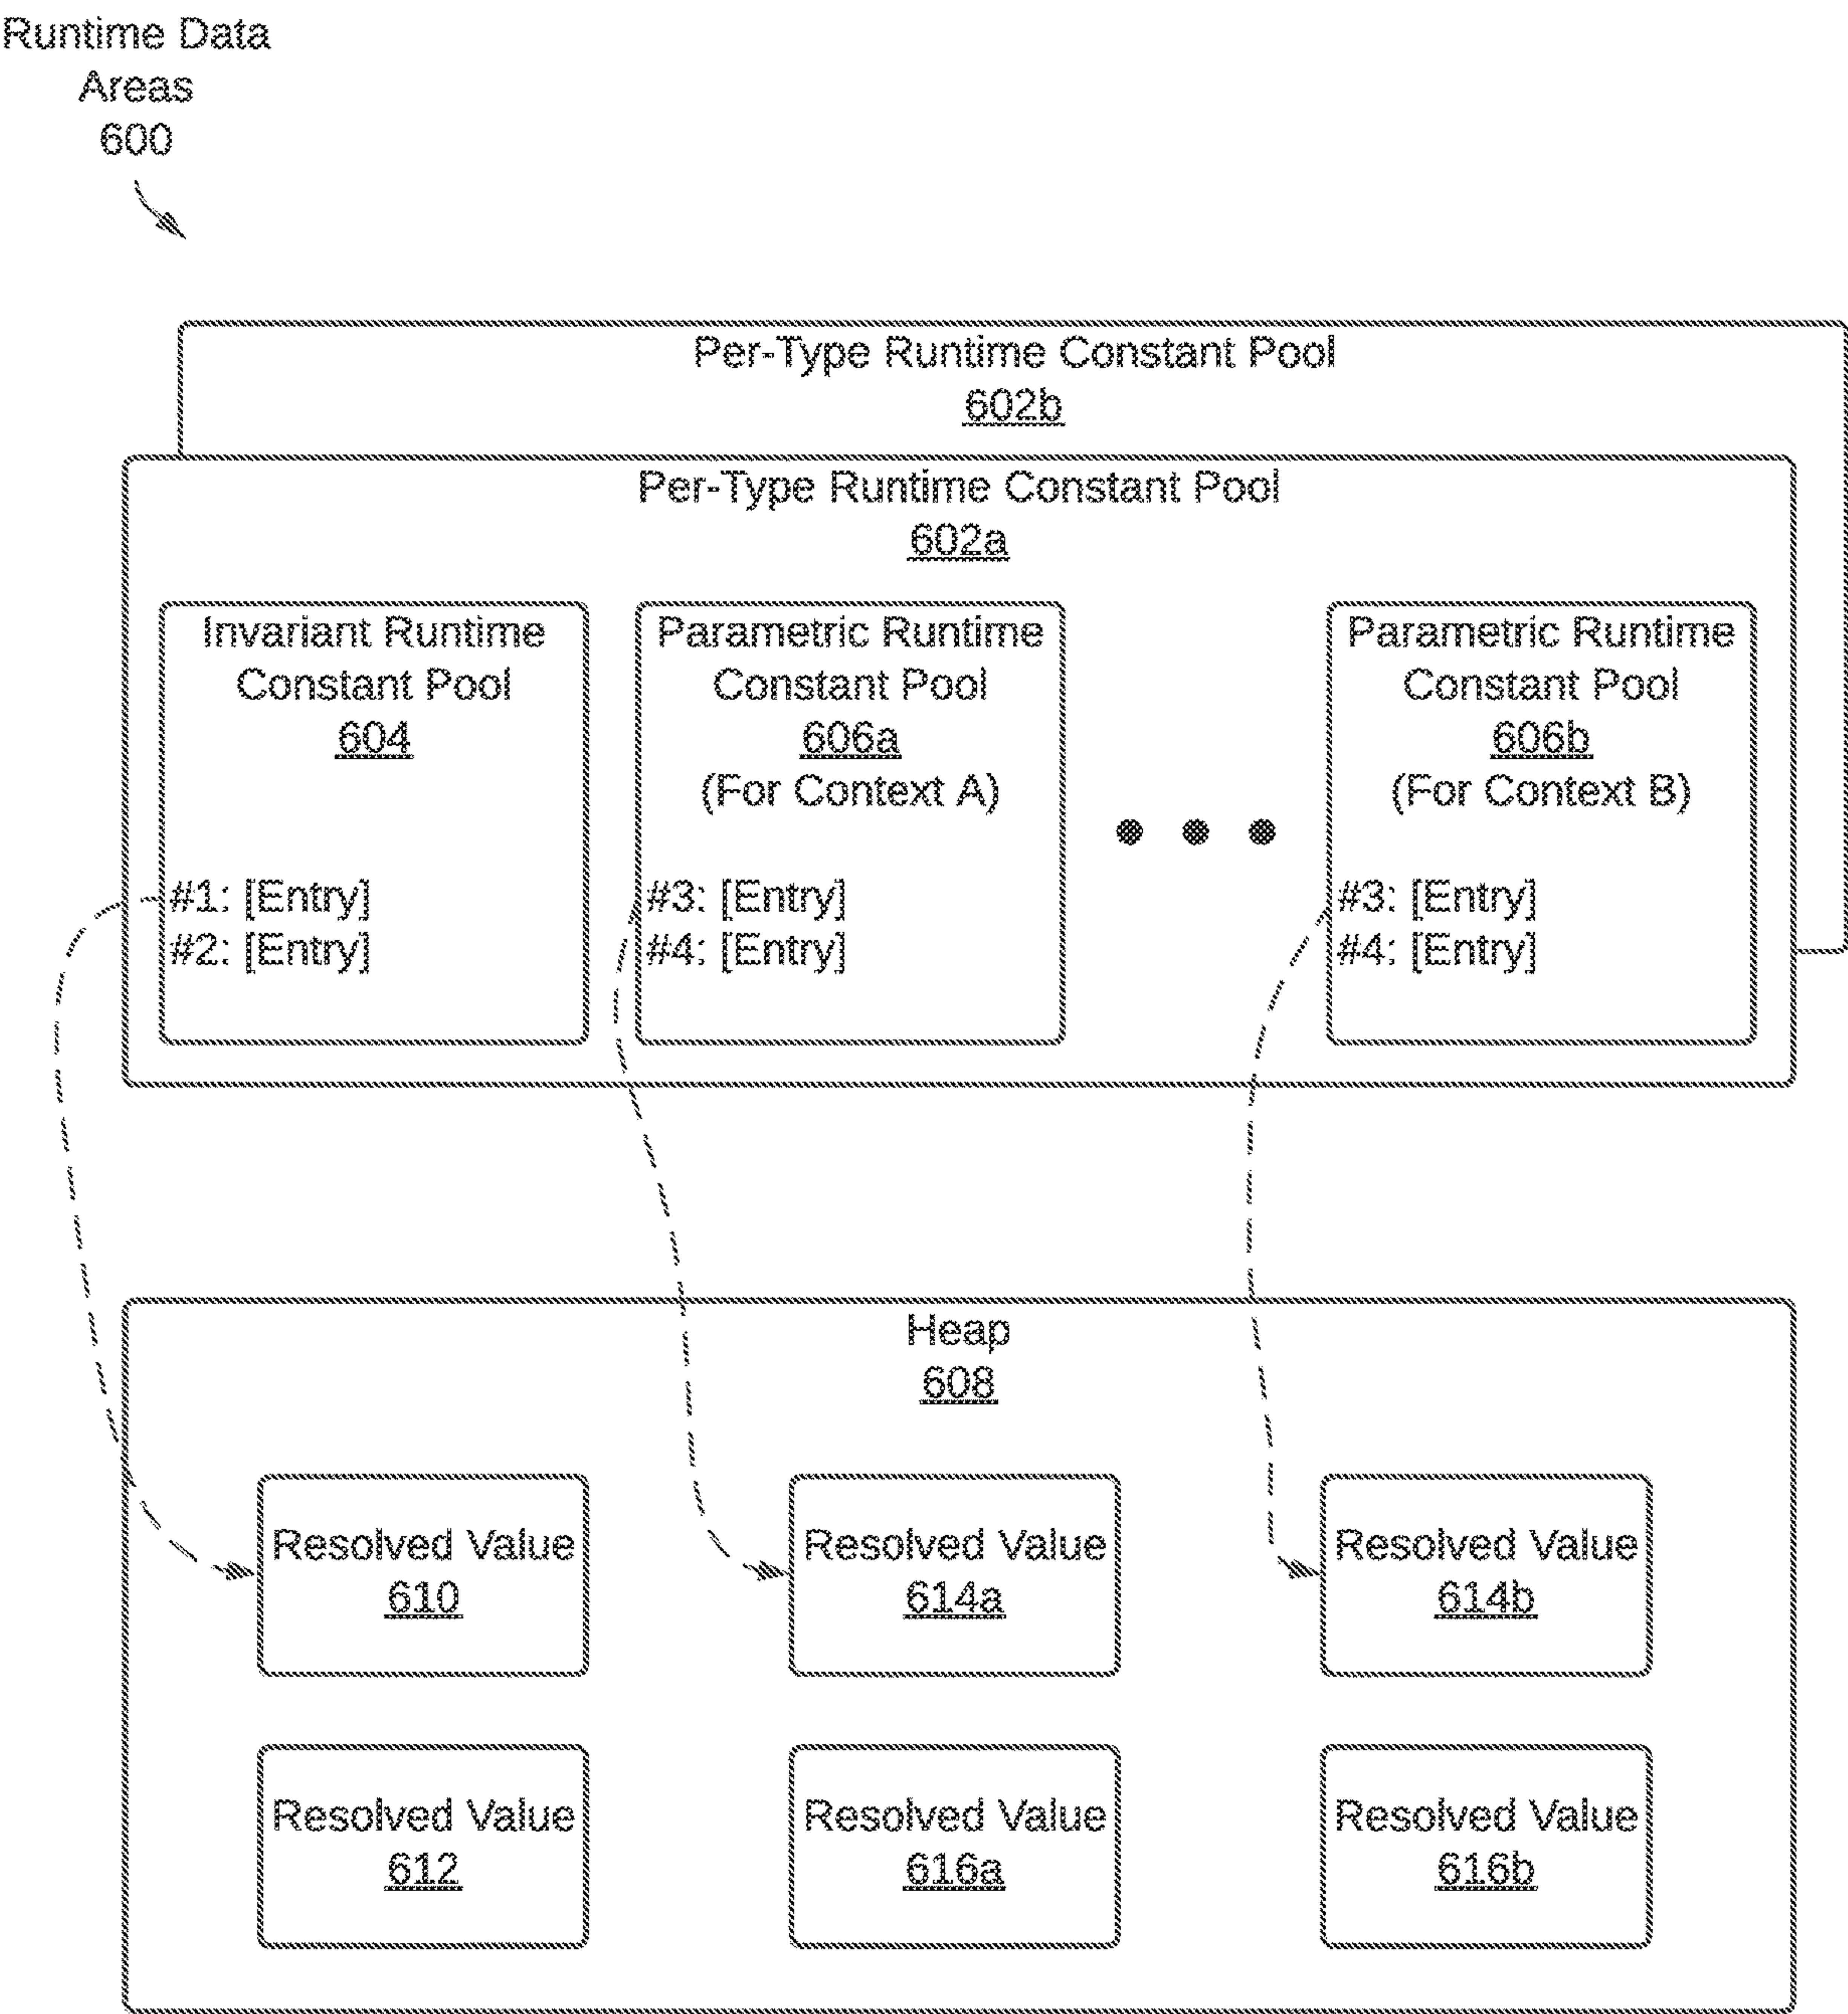 Runtime Data
Areas
600
Per-Type Runtime Constant Pool
602b
Per-Type Runtime Constant Pool
602a
Invariant Runtime
Constant Pool
604
#1: [Entry]
#2: [Entry]
Parametric Runtime
Constant Pool
606a
(For Context A)
#3: [Entry]
#4: [Entry]
Parametric Runtime
Constant Pool
606b
(For Context B)
#3: [Entry]
#4: [Entry]
Heap
608
Resolved Value
610
Resolved Value
614a
Resolved Value
614b
Resolved Value
612
Resolved Value
616a
Resolved Value
616b